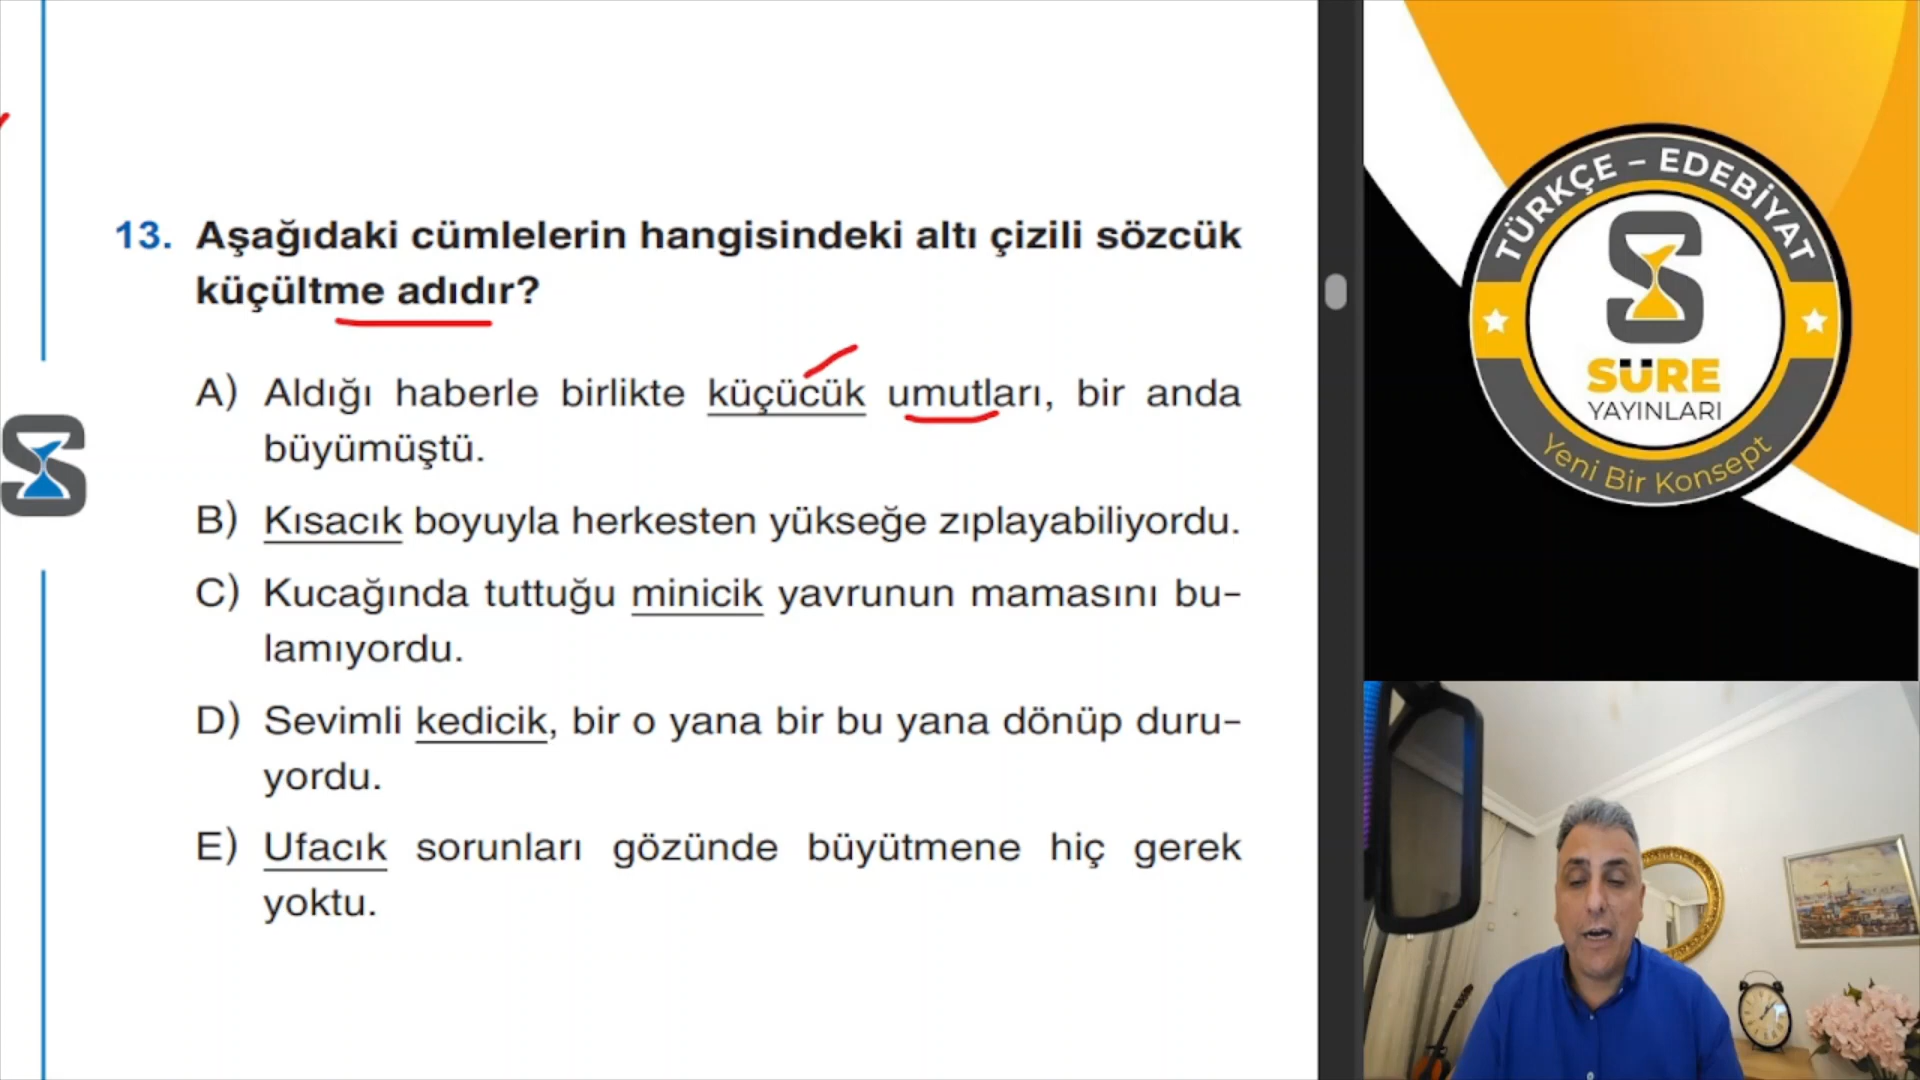 13. Aşağıdaki cümlelerin hangisindeki altı çizili sözcük
küçültme adıdır?
A) Aldığı haberle birlikte küçücük umutları, bir anda
büyümüştü.
B) Kısacık boyuyla herkesten yükseğe zıplayabiliyordu.
C) Kucağında tuttuğu minicik yavrunun mamasını bu-
lamıyordu.
D) Sevimli kedicik, bir o yana bir bu yana dönüp duru-
yordu.
E) Ufacık sorunları gözünde büyütmene hiç gerek
yoktu.
TÜRKÇE – EDEBİYAT
SÜRE
YAYINLARI
Yeni Bir Konsept